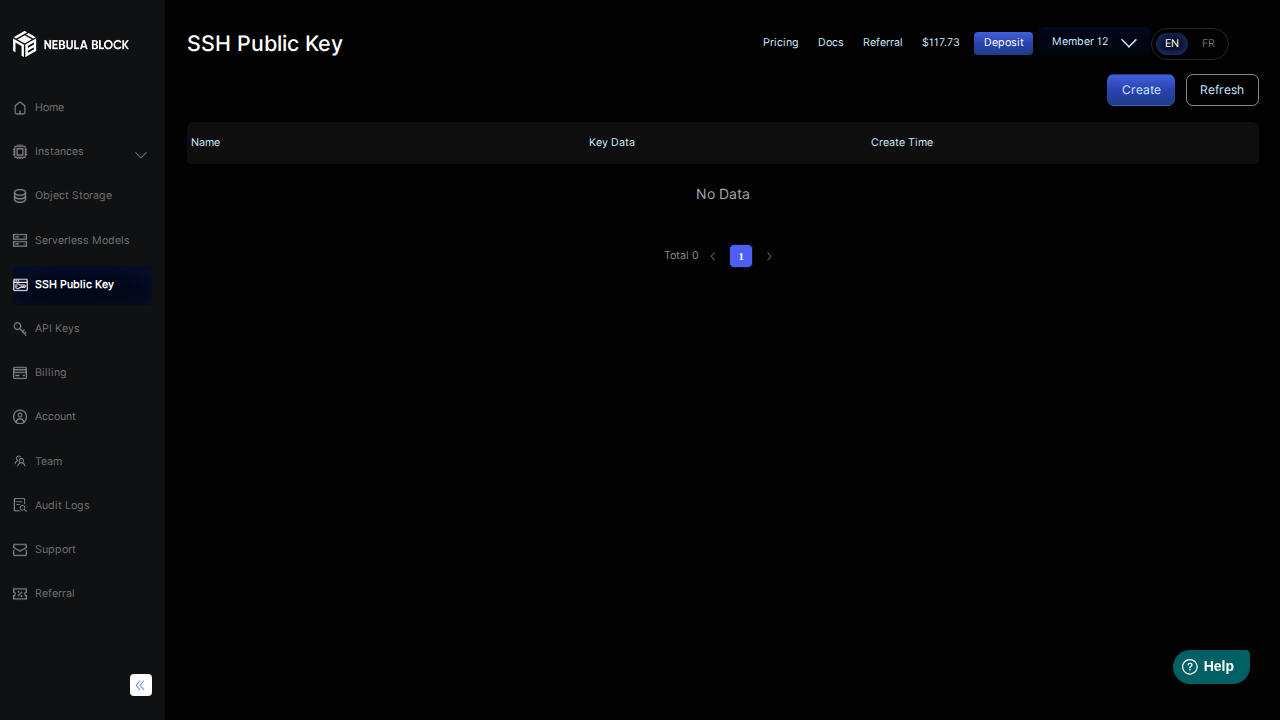 NEBULA BLOCK
Home
Instances
Object Storage
Serverless Models
SSH Public Key
API Keys
Billing
Account
Team
Audit Logs
Support
Referral
SSH Public Key
Pricing Docs Referral $117.73 Deposit Member 12 EN FR
Create Refresh
Name Key Data Create Time
No Data
Total 0 1
Help